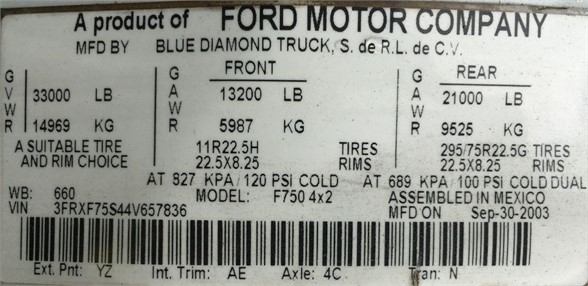 A product of FORD MOTOR COMPANY
MFD BY BLUE DIAMOND TRUCK, S. de R.L. de C.V.
GVWR 33000 LB
14969 KG
FRONT
GAWR 13200 LB
5987 KG
REAR
GAWR 21000 LB
9525 KG
A SUITABLE TIRE 11R22.5H TIRES 295/75R22.5G TIRES
AND RIM CHOICE 22.5X8.25 RIMS 22.5X8.25 RIMS
AT 827 KPA/120 PSI COLD AT 689 KPA/100 PSI COLD DUAL
WB: 660 MODEL: F750 4x2 ASSEMBLED IN MEXICO
VIN 3FRXF75S44V657836 MFD ON Sep-30-2003
Ext. Pnt: YZ Int. Trim: AE Axle: 4C Tran: N